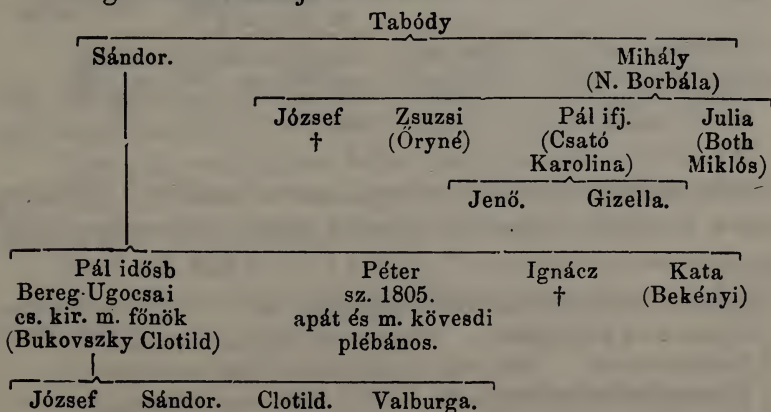 Tabódy
Sándor. Mihály
(N. Borbála)
József Zsuzsi Pál ifj. Julia
† (Őryné) (Csató (Both
Karolina) Miklós)
Jenő. Gizella.
Pál idősb Péter Ignácz Kata
Bereg-Ugocsai sz. 1805. † (Bekényi)
cs. kir. m. főnök apát és m. kövesdi
(Bukovszky Clotild) plébános.
József Sándor. Clotild. Valburga.